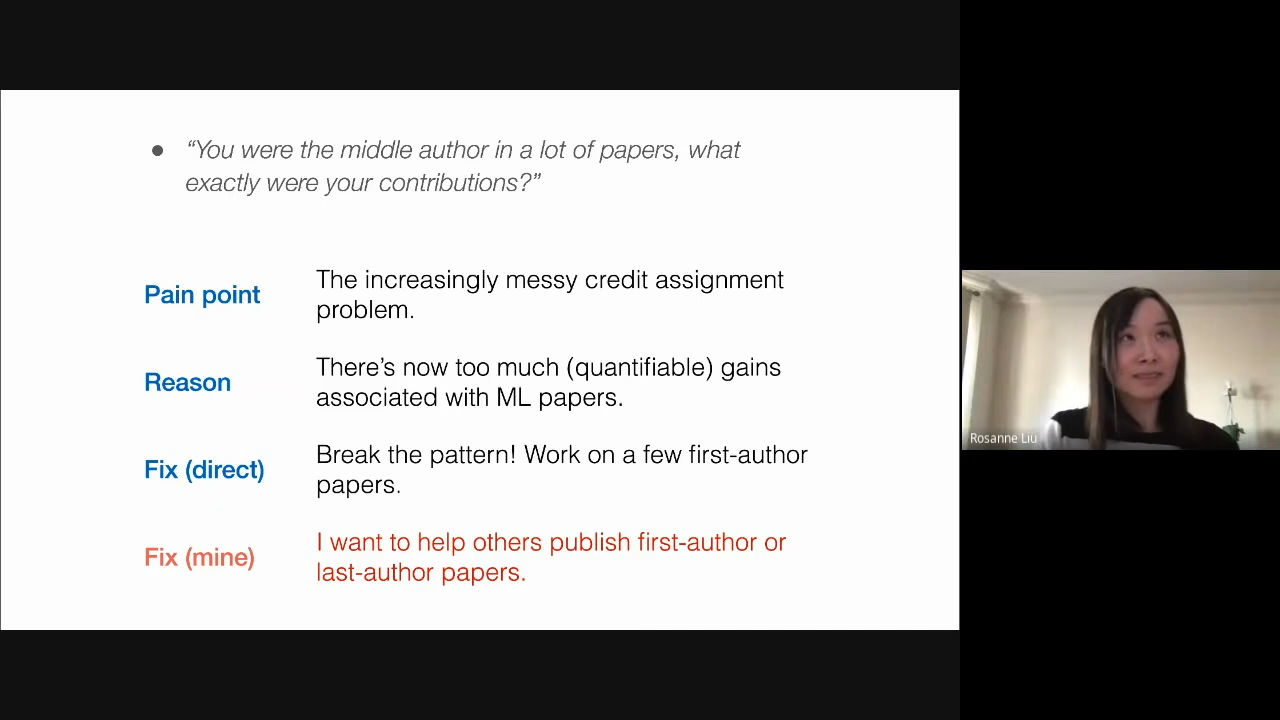 ● “You were the middle author in a lot of papers, what
exactly were your contributions?”
Pain point
The increasingly messy credit assignment
problem.
Reason
There’s now too much (quantifiable) gains
associated with ML papers.
Fix (direct)
Break the pattern! Work on a few first-author
papers.
Fix (mine)
I want to help others publish first-author or
last-author papers.
Rosanne Liu